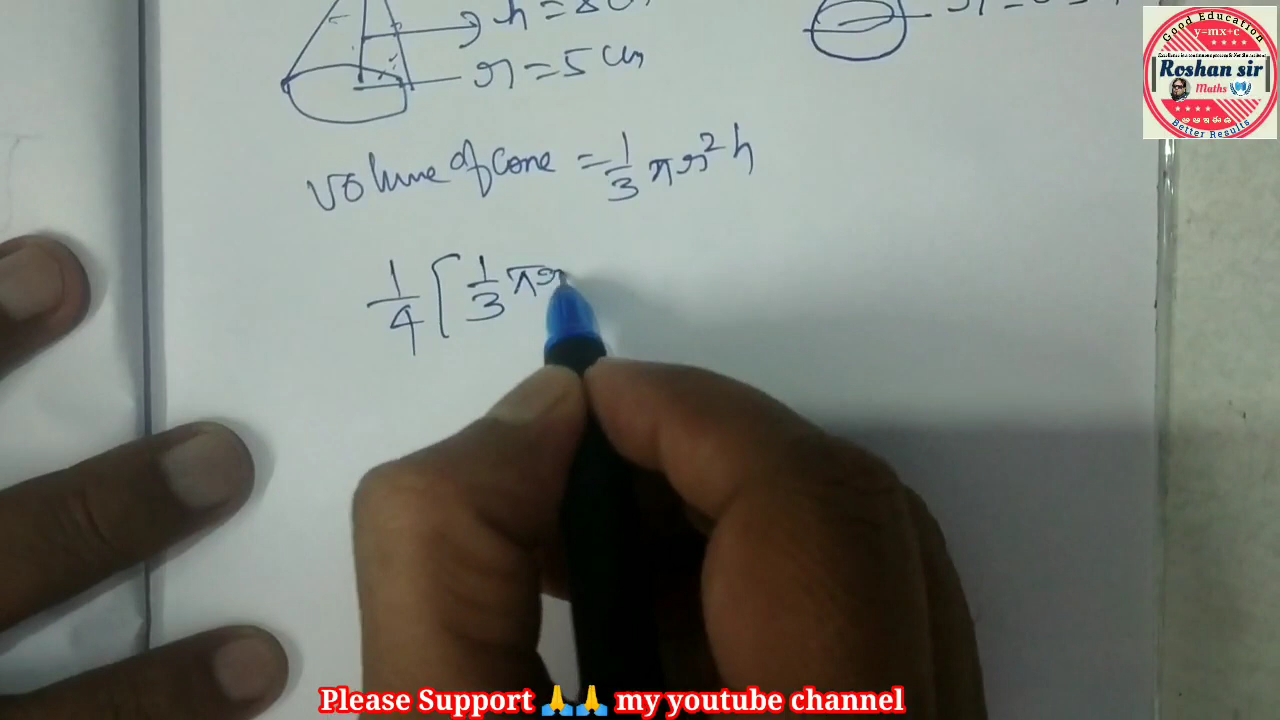 h = 8 cm
r = 5 cm
volume of cone = 1/3 πr²h
1/4 [ 1/3 πr
Good Education
y=mx+c
Roshan sir
Maths
Better Results
Please Support 🙏🙏 my youtube channel